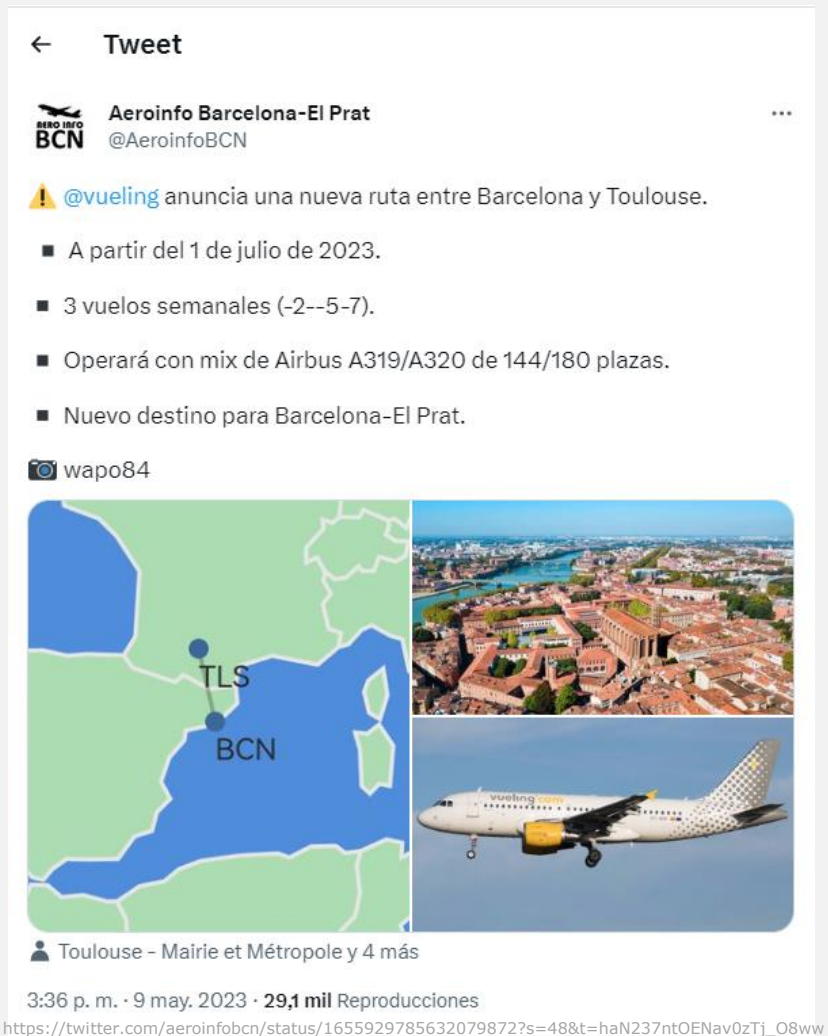 Tweet
AERO INFO
BCN
Aeroinfo Barcelona-El Prat
@AeroinfoBCN
⚠️ @vueling anuncia una nueva ruta entre Barcelona y Toulouse.
▪ A partir del 1 de julio de 2023.
▪ 3 vuelos semanales (-2--5-7).
▪ Operará con mix de Airbus A319/A320 de 144/180 plazas.
▪ Nuevo destino para Barcelona-El Prat.
📷 wapo84
TLS
BCN
vueling.com
Toulouse - Mairie et Métropole y 4 más
3:36 p. m. · 9 may. 2023 · 29,1 mil Reproducciones
https://twitter.com/aeroinfobcn/status/1655929785632079872?s=48&t=haN237ntOENav0zTj_O8ww